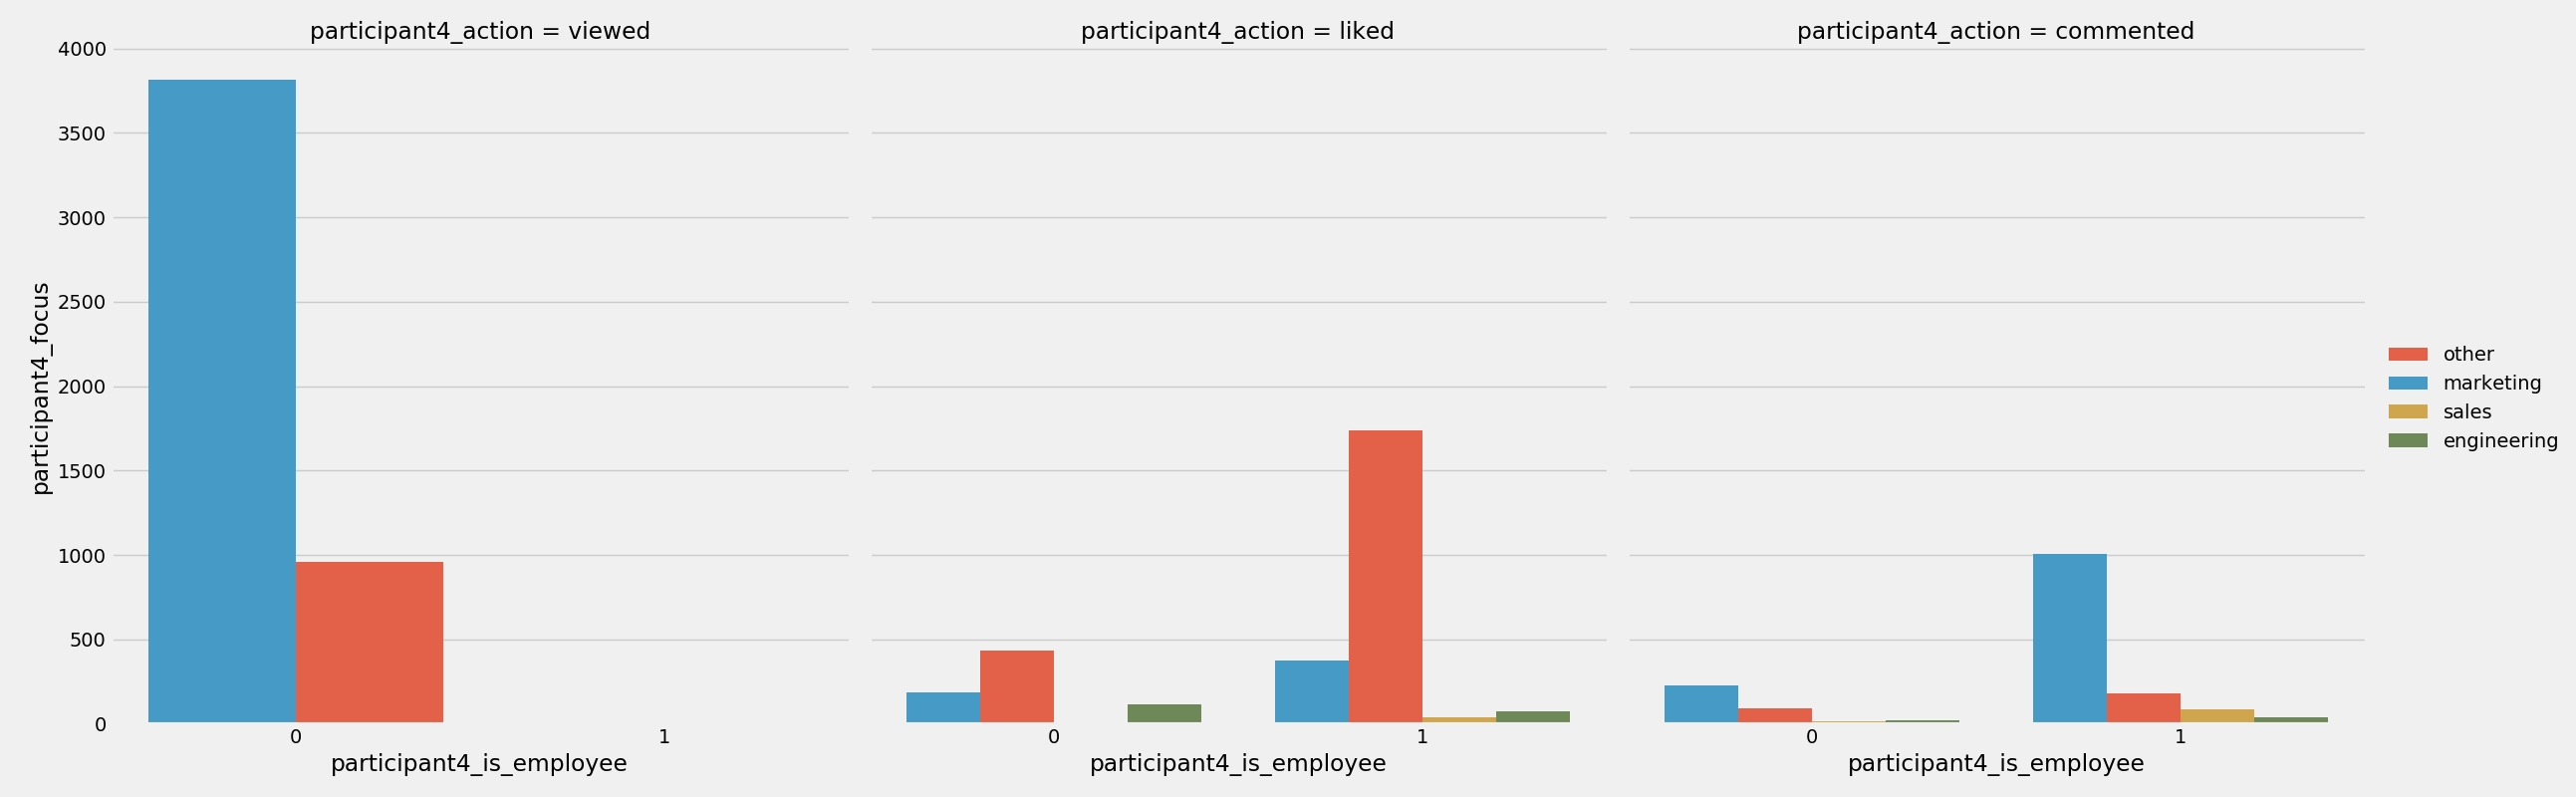 participant4_action = viewed
participant4_action = liked
participant4_action = commented
4000
3500
3000
2500
2000
1500
1000
500
0
participant4_focus
0 1
0 1
0 1
participant4_is_employee
participant4_is_employee
participant4_is_employee
other
marketing
sales
engineering